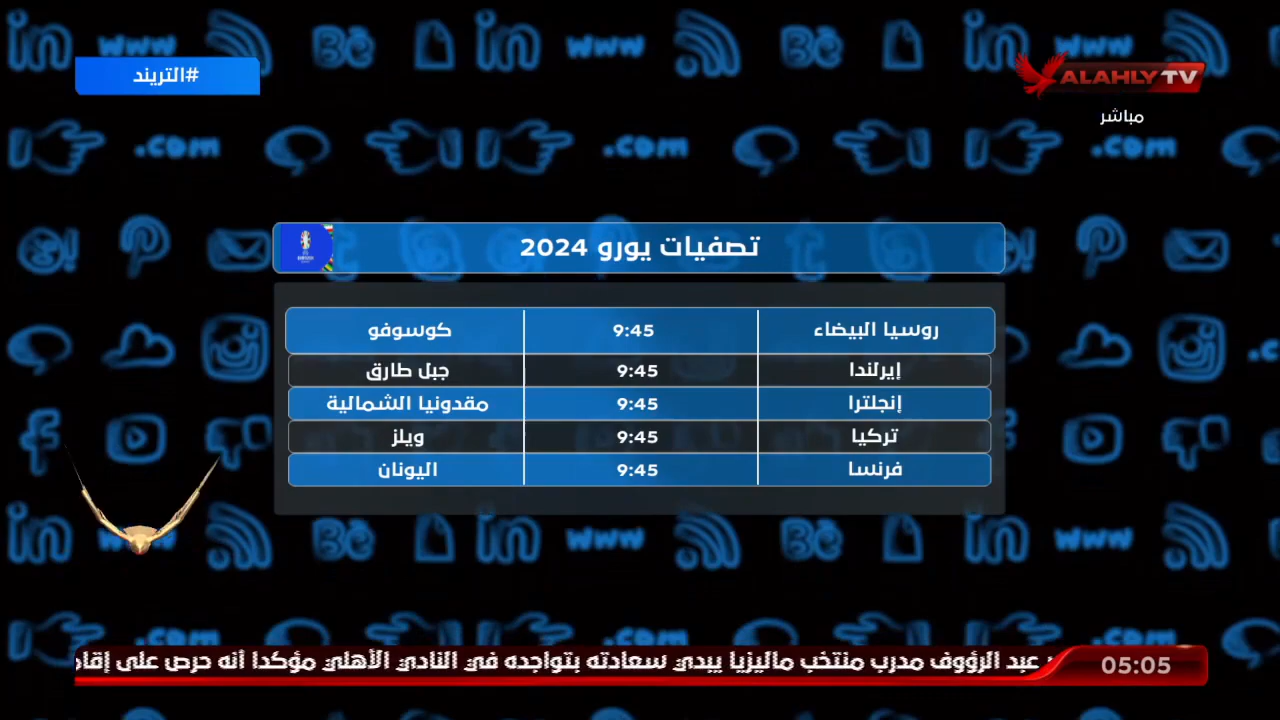 #التريند
ALAHLY TV
مباشر
تصفيات يورو 2024
روسيا البيضاء 9:45 كوسوفو
إيرلندا 9:45 جبل طارق
إنجلترا 9:45 مقدونيا الشمالية
تركيا 9:45 ويلز
فرنسا 9:45 اليونان
05:05 عبد الرؤوف مدرب منتخب ماليزيا يبدي سعادته بتواجده في النادي الأهلي مؤكدا أنه حرص على